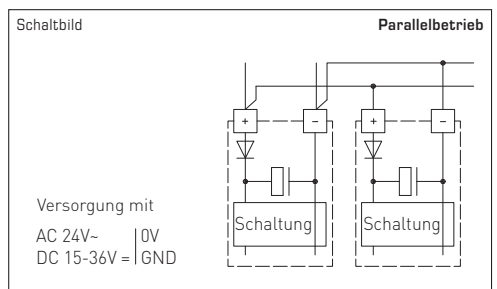 Schaltbild
Parallelbetrieb
+
−
+
−
Schaltung
Schaltung
Versorgung mit
AC 24V~ | 0V
DC 15-36V = | GND